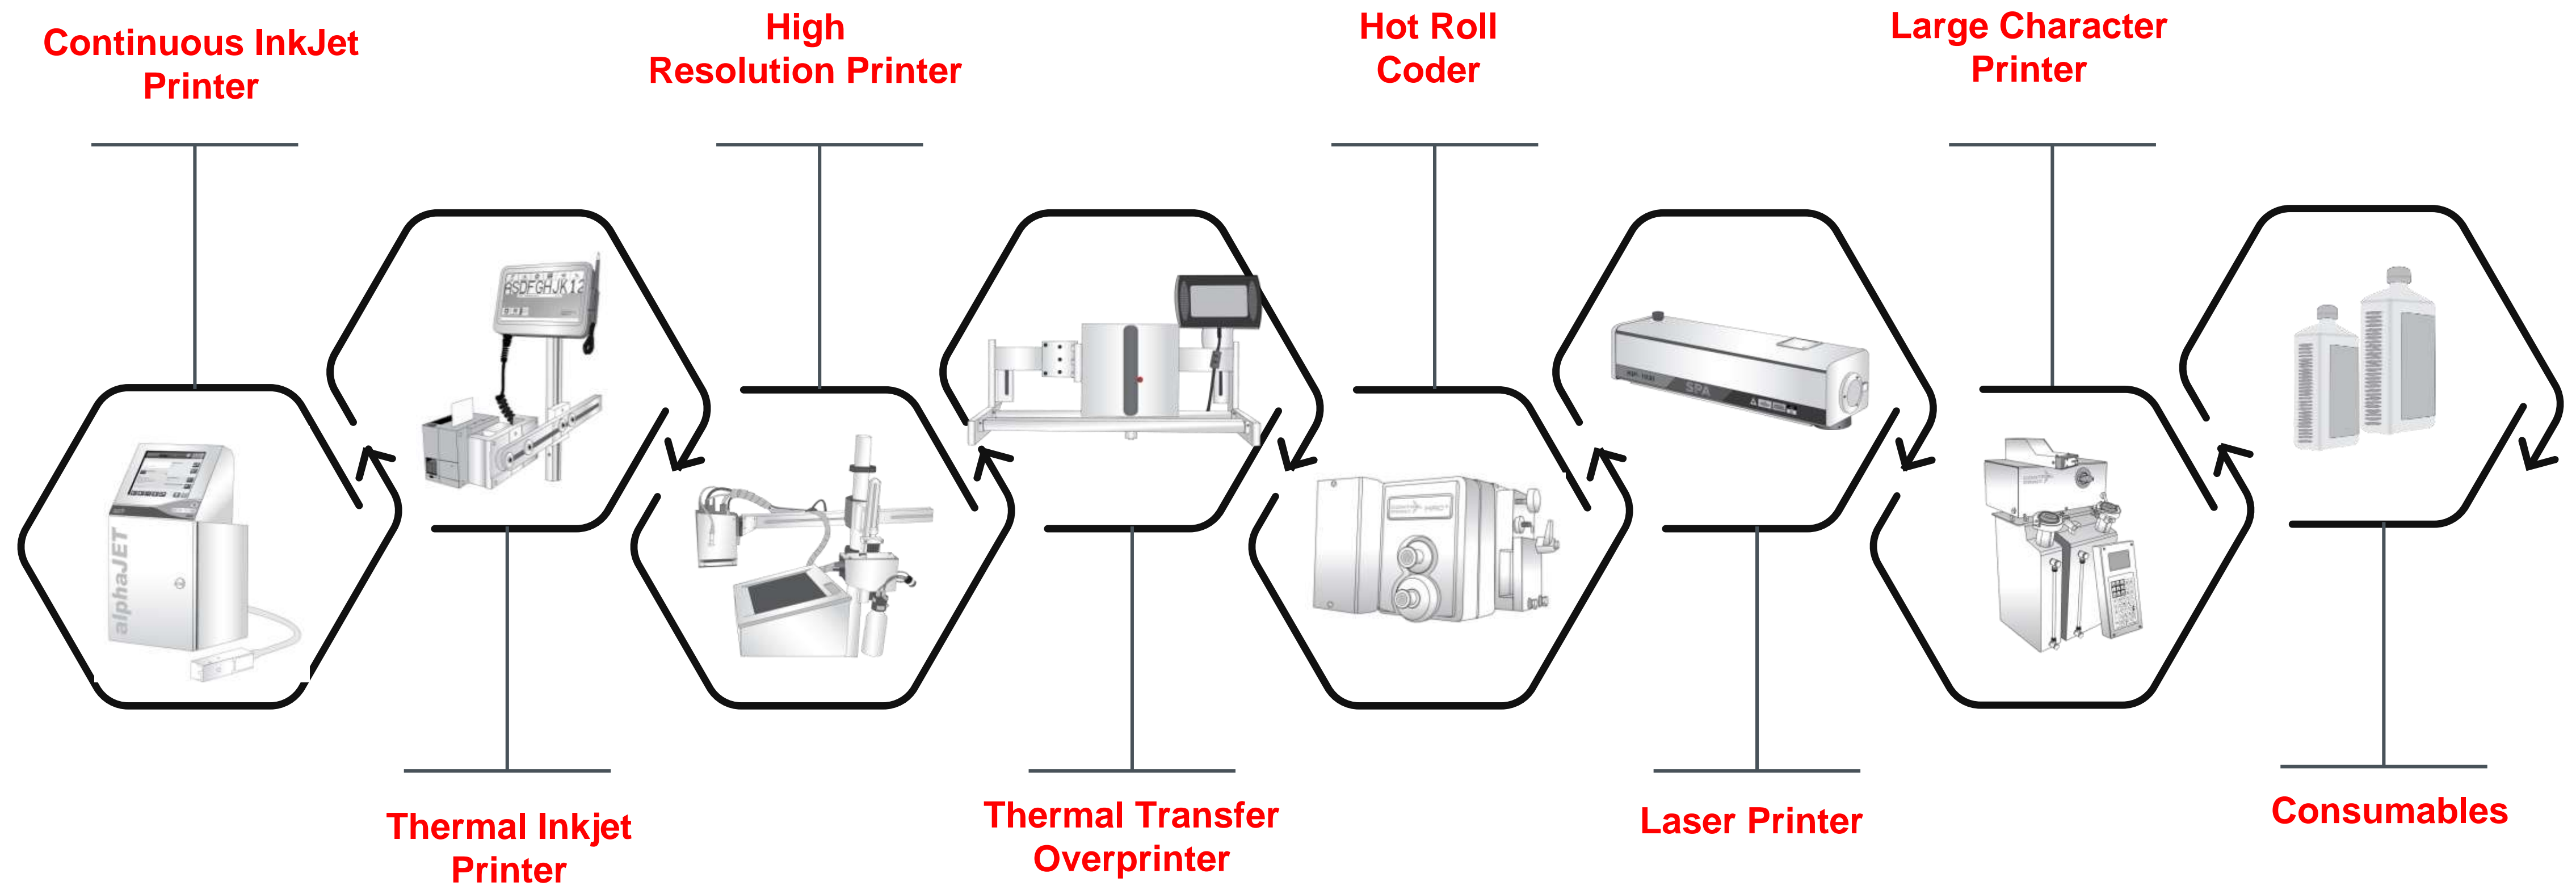 Continuous InkJet
Printer
High
Resolution Printer
Hot Roll
Coder
Large Character
Printer
ASDFGHJK12
alphaJET
SPA
HRC+
Thermal Inkjet
Printer
Thermal Transfer
Overprinter
Laser Printer
Consumables